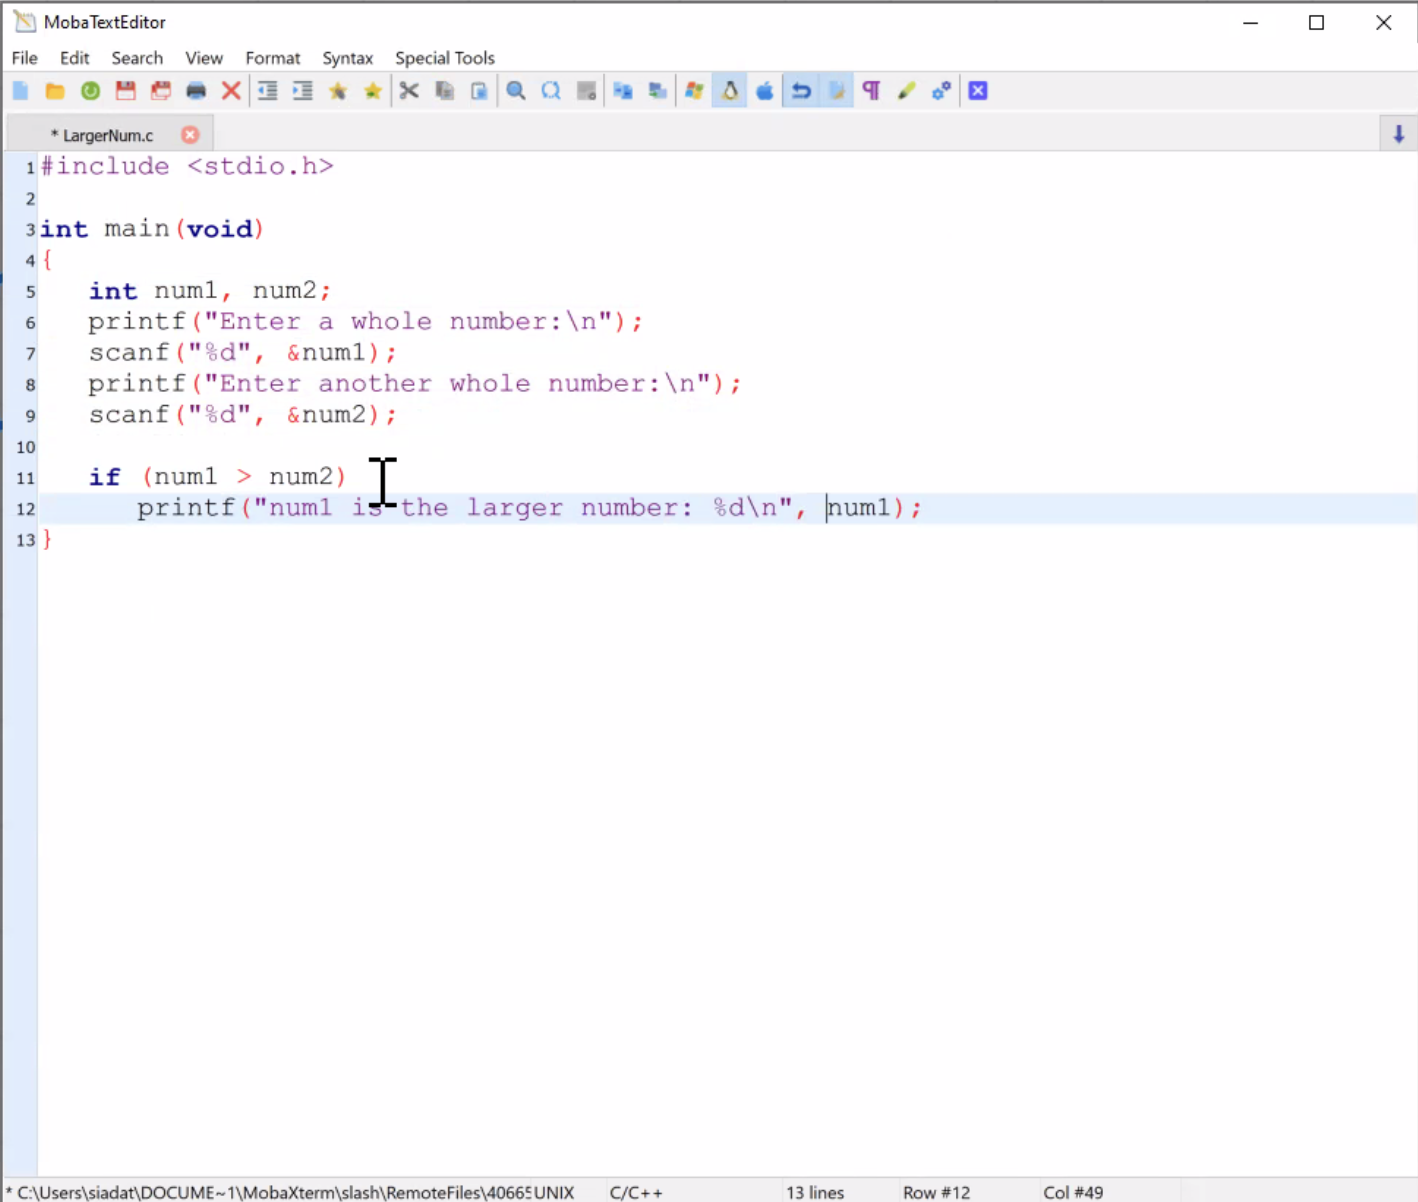 MobaTextEditor
File Edit Search View Format Syntax Special Tools
* LargerNum.c
1 #include <stdio.h>
2
3 int main(void)
4 {
5 int num1, num2;
6 printf("Enter a whole number:\n");
7 scanf("%d", &num1);
8 printf("Enter another whole number:\n");
9 scanf("%d", &num2);
10
11 if (num1 > num2)
12 printf("num1 is the larger number: %d\n", num1);
13 }
* C:\Users\siadat\DOCUME~1\MobaXterm\slash\RemoteFiles\40665 UNIX C/C++ 13 lines Row #12 Col #49